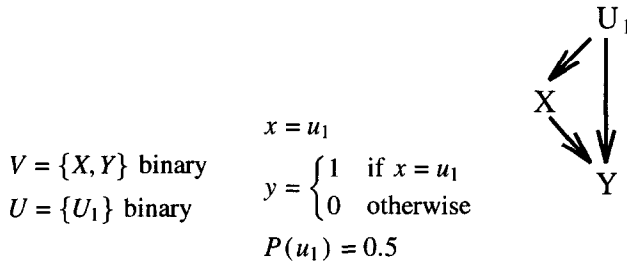 V = {X, Y} binary
U = {U₁} binary
x = u₁
y = {1 if x = u₁
0 otherwise
P(u₁) = 0.5
U₁
X
Y